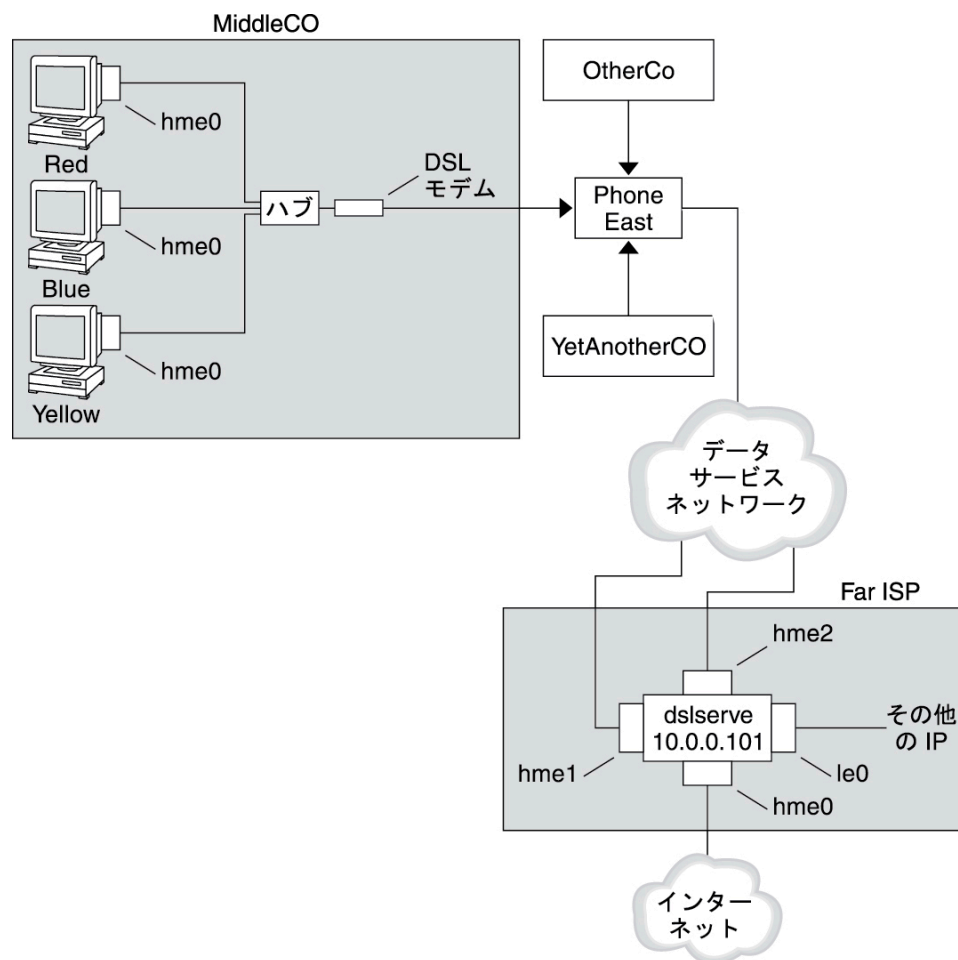 MiddleCO
hme0
Red
hme0
Blue
hme0
Yellow
ハブ
DSL
モデム
OtherCo
Phone
East
YetAnotherCO
データ
サービス
ネットワーク
Far ISP
hme2
dslserve
10.0.0.101
その他
の IP
hme1
le0
hme0
インター
ネット